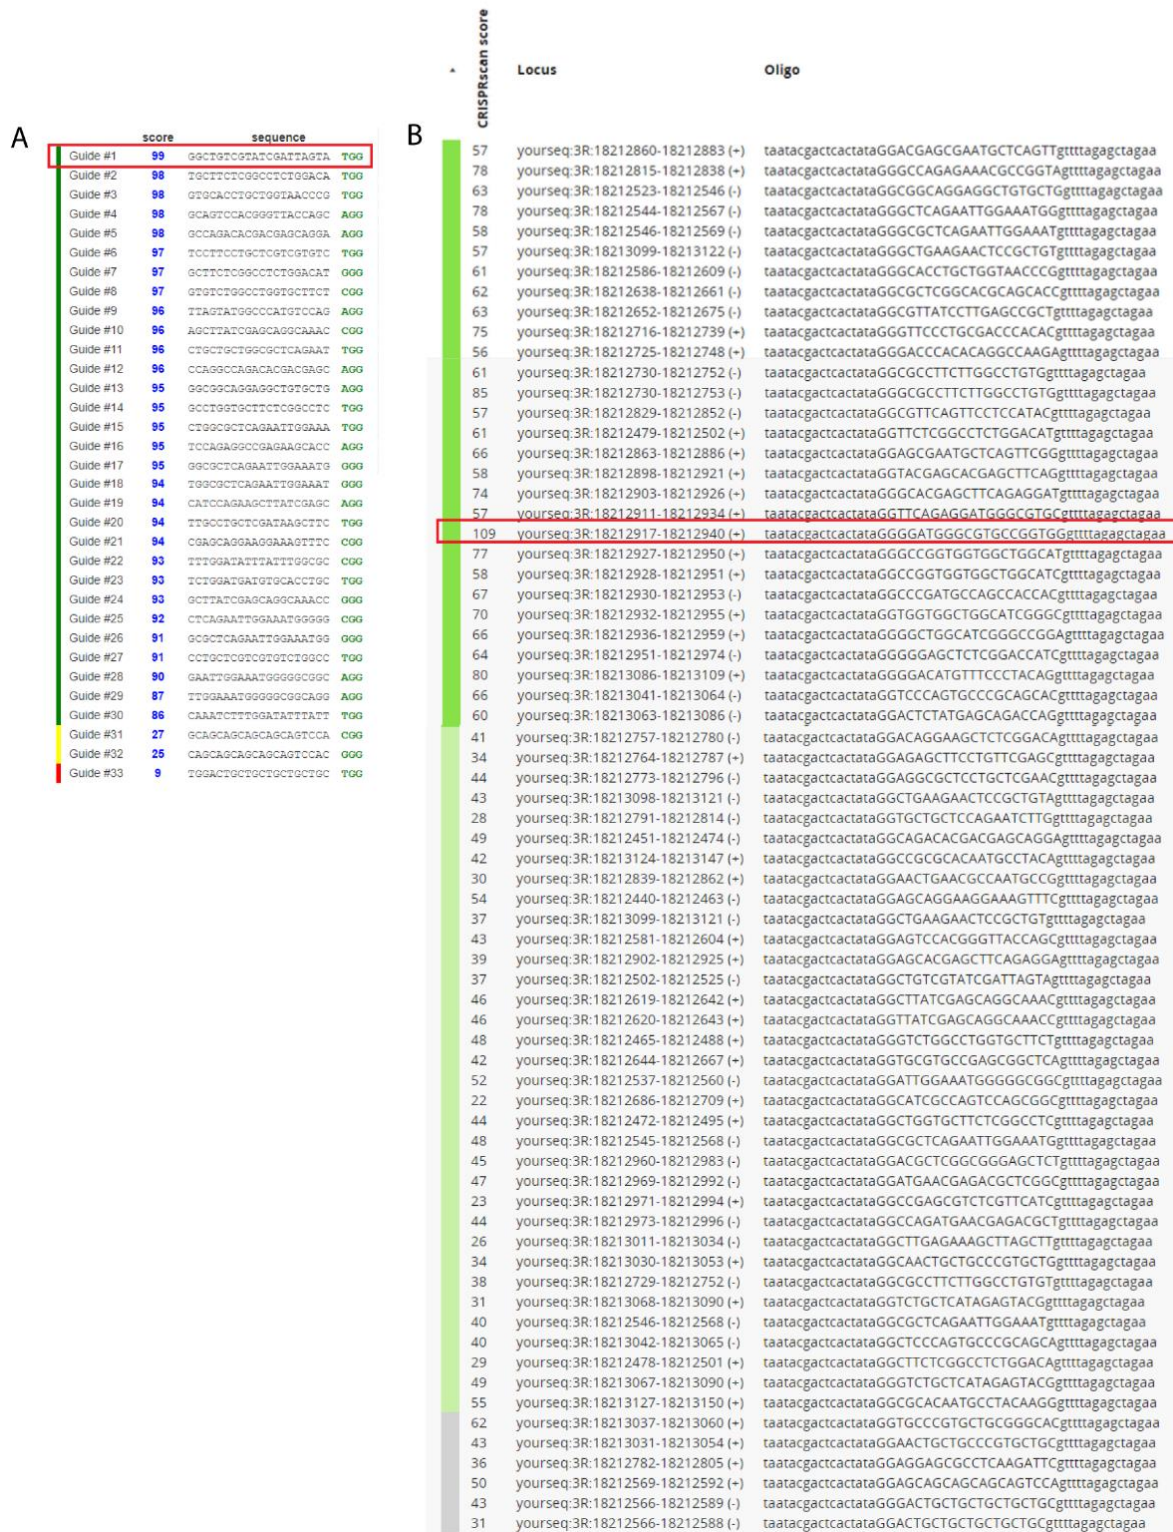 CRISPRscan score
Locus
Oligo
A
score sequence
Guide #1 99 GGCTGTCGTATCGATTAGTA TGG
Guide #2 98 TGCTTCTCGGCCTCTGGACA TGG
Guide #3 98 GTGCACCTGCTGGTAACCCG TGG
Guide #4 98 GCAGTCCACGGGTTACCAGC AGG
Guide #5 98 GCCAGACACGACGAGCAGGA AGG
Guide #6 97 TCCTTCCTGCTCGTCGTGTC TGG
Guide #7 97 GCTTCTCGGCCTCTGGACAT GGG
Guide #8 97 GTGTCTGGCCTGGTGCTTCT CGG
Guide #9 96 TTAGTATGGCCCATGTCCAG AGG
Guide #10 96 AGCTTATCGAGCAGGCAAAC CGG
Guide #11 96 CTGCTGCTGGCGCTCAGAAT TGG
Guide #12 96 CCAGGCCAGACACGACGAGC AGG
Guide #13 95 GGCGGCAGGAGGCTGTGCTG AGG
Guide #14 95 GCCTGGTGCTTCTCGGCCTC TGG
Guide #15 95 CTGGCGCTCAGAATTGGAAA TGG
Guide #16 95 TCCAGAGGCCGAGAAGCACC AGG
Guide #17 95 GGCGCTCAGAATTGGAAATG GGG
Guide #18 94 TGGCGCTCAGAATTGGAAAT GGG
Guide #19 94 CATCCAGAAGCTTATCGAGC AGG
Guide #20 94 TTGCCTGCTCGATAAGCTTC TGG
Guide #21 94 CGAGCAGGAAGGAAAGTTTC CGG
Guide #22 93 TTTGGATATTTATTTGGCGC CGG
Guide #23 93 TCTGGATGATGTGCACCTGC TGG
Guide #24 93 GCTTATCGAGCAGGCAAACC GGG
Guide #25 92 CTCAGAATTGGAAATGGGGG CGG
Guide #26 91 GCGCTCAGAATTGGAAATGG GGG
Guide #27 91 CCTGCTCGTCGTGTCTGGCC TGG
Guide #28 90 GAATTGGAAATGGGGGCGGC AGG
Guide #29 87 TTGGAAATGGGGGCGGCAGG AGG
Guide #30 86 CAAATCTTTGGATATTTATT TGG
Guide #31 27 GCAGCAGCAGCAGCAGTCCA CGG
Guide #32 25 CAGCAGCAGCAGCAGTCCAC GGG
Guide #33 9 TGGACTGCTGCTGCTGCTGC TGG
B
57 yourseq:3R:18212860-18212883 (+) taatacgactcactataGGACGAGCGAATGCTCAGTTgttttagagctagaa
78 yourseq:3R:18212815-18212838 (+) taatacgactcactataGGGCCAGAGAAACGCCGGTAgttttagagctagaa
63 yourseq:3R:18212523-18212546 (-) taatacgactcactataGGCGGCAGGAGGCTGTGCTGgttttagagctagaa
78 yourseq:3R:18212544-18212567 (-) taatacgactcactataGGGCTCAGAATTGGAAATGGgttttagagctagaa
58 yourseq:3R:18212546-18212569 (-) taatacgactcactataGGGCGCTCAGAATTGGAAATgttttagagctagaa
57 yourseq:3R:18213099-18213122 (-) taatacgactcactataGGGCTGAAGAACTCCGCTGTgttttagagctagaa
61 yourseq:3R:18212586-18212609 (-) taatacgactcactataGGGCACCTGCTGGTAACCCGgttttagagctagaa
62 yourseq:3R:18212638-18212661 (-) taatacgactcactataGGCGCTCGGCACGCAGCACCgttttagagctagaa
63 yourseq:3R:18212652-18212675 (-) taatacgactcactataGGCGTTATCCTTGAGCCGCTgttttagagctagaa
75 yourseq:3R:18212716-18212739 (+) taatacgactcactataGGGTTCCCTGCGACCCACACgttttagagctagaa
56 yourseq:3R:18212725-18212748 (+) taatacgactcactataGGGACCCACACAGGCCAAGAgttttagagctagaa
61 yourseq:3R:18212730-18212752 (-) taatacgactcactataGGCGCCTTCTTGGCCTGTGgttttagagctagaa
85 yourseq:3R:18212730-18212753 (-) taatacgactcactataGGGCGCCTTCTTGGCCTGTGgttttagagctagaa
57 yourseq:3R:18212829-18212852 (-) taatacgactcactataGGCGTTCAGTTCCTCCATACgttttagagctagaa
61 yourseq:3R:18212479-18212502 (+) taatacgactcactataGGTTCTCGGCCTCTGGACATgttttagagctagaa
66 yourseq:3R:18212863-18212886 (+) taatacgactcactataGGAGCGAATGCTCAGTTCGGgttttagagctagaa
58 yourseq:3R:18212898-18212921 (+) taatacgactcactataGGTACGAGCACGAGCTTCAGgttttagagctagaa
74 yourseq:3R:18212903-18212926 (+) taatacgactcactataGGGCACGAGCTTCAGAGGATgttttagagctagaa
57 yourseq:3R:18212911-18212934 (+) taatacgactcactataGGTTCAGAGGATGGGCGTGCgttttagagctagaa
109 yourseq:3R:18212917-18212940 (+) taatacgactcactataGGGGATGGGCGTGCCGGTGGgttttagagctagaa
77 yourseq:3R:18212927-18212950 (+) taatacgactcactataGGGCCGGTGGTGGCTGGCATgttttagagctagaa
58 yourseq:3R:18212928-18212951 (+) taatacgactcactataGGCCGGTGGTGGCTGGCATCgttttagagctagaa
67 yourseq:3R:18212930-18212953 (-) taatacgactcactataGGCCCGATGCCAGCCACCACgttttagagctagaa
70 yourseq:3R:18212932-18212955 (+) taatacgactcactataGGTGGTGGCTGGCATCGGGCgttttagagctagaa
66 yourseq:3R:18212936-18212959 (+) taatacgactcactataGGGGCTGGCATCGGGCCGGAgttttagagctagaa
64 yourseq:3R:18212951-18212974 (-) taatacgactcactataGGGGGAGCTCTCGGACCATCgttttagagctagaa
80 yourseq:3R:18213086-18213109 (+) taatacgactcactataGGGGACATGTTTCCCTACAGgttttagagctagaa
66 yourseq:3R:18213041-18213064 (-) taatacgactcactataGGTCCCAGTGCCCGCAGCACgttttagagctagaa
60 yourseq:3R:18213063-18213086 (-) taatacgactcactataGGACTCTATGAGCAGACCAGgttttagagctagaa
41 yourseq:3R:18212757-18212780 (-) taatacgactcactataGGACAGGAAGCTCTCGGACAgttttagagctagaa
34 yourseq:3R:18212764-18212787 (+) taatacgactcactataGGAGAGCTTCCTGTTCGAGCgttttagagctagaa
44 yourseq:3R:18212773-18212796 (-) taatacgactcactataGGAGGCGCTCCTGCTCGAACgttttagagctagaa
43 yourseq:3R:18213098-18213121 (-) taatacgactcactataGGCTGAAGAACTCCGCTGTAgttttagagctagaa
28 yourseq:3R:18212791-18212814 (-) taatacgactcactataGGTGCTGCTCCAGAATCTTGgttttagagctagaa
49 yourseq:3R:18212451-18212474 (-) taatacgactcactataGGCAGACACGACGAGCAGGAgttttagagctagaa
42 yourseq:3R:18213124-18213147 (+) taatacgactcactataGGCCGCGCACAATGCCTACAgttttagagctagaa
30 yourseq:3R:18212839-18212862 (+) taatacgactcactataGGAACTGAACGCCAATGCCGgttttagagctagaa
54 yourseq:3R:18212440-18212463 (-) taatacgactcactataGGAGCAGGAAGGAAAGTTTCgttttagagctagaa
37 yourseq:3R:18213099-18213121 (-) taatacgactcactataGGCTGAAGAACTCCGCTGTgttttagagctagaa
43 yourseq:3R:18212581-18212604 (+) taatacgactcactataGGAGTCCACGGGTTACCAGCgttttagagctagaa
39 yourseq:3R:18212902-18212925 (+) taatacgactcactataGGAGCACGAGCTTCAGAGGAgttttagagctagaa
37 yourseq:3R:18212502-18212525 (-) taatacgactcactataGGCTGTCGTATCGATTAGTAgttttagagctagaa
46 yourseq:3R:18212619-18212642 (+) taatacgactcactataGGCTTATCGAGCAGGCAAACgttttagagctagaa
46 yourseq:3R:18212620-18212643 (+) taatacgactcactataGGTTATCGAGCAGGCAAACCgttttagagctagaa
48 yourseq:3R:18212465-18212488 (+) taatacgactcactataGGGTCTGGCCTGGTGCTTCTgttttagagctagaa
42 yourseq:3R:18212644-18212667 (+) taatacgactcactataGGTGCGTGCCGAGCGGCTCAgttttagagctagaa
52 yourseq:3R:18212537-18212560 (-) taatacgactcactataGGATTGGAAATGGGGGCGGCgttttagagctagaa
22 yourseq:3R:18212686-18212709 (+) taatacgactcactataGGCATCGCCAGTCCAGCGGCgttttagagctagaa
44 yourseq:3R:18212472-18212495 (+) taatacgactcactataGGCTGGTGCTTCTCGGCCTCgttttagagctagaa
48 yourseq:3R:18212545-18212568 (-) taatacgactcactataGGCGCTCAGAATTGGAAATGgttttagagctagaa
45 yourseq:3R:18212960-18212983 (-) taatacgactcactataGGACGCTCGGCGGGAGCTCTgttttagagctagaa
47 yourseq:3R:18212969-18212992 (-) taatacgactcactataGGATGAACGAGACGCTCGGCgttttagagctagaa
23 yourseq:3R:18212971-18212994 (+) taatacgactcactataGGCCGAGCGTCTCGTTCATCgttttagagctagaa
44 yourseq:3R:18212973-18212996 (-) taatacgactcactataGGCCAGATGAACGAGACGCTgttttagagctagaa
26 yourseq:3R:18213011-18213034 (-) taatacgactcactataGGCTTGAGAAAGCTTAGCTTgttttagagctagaa
34 yourseq:3R:18213030-18213053 (+) taatacgactcactataGGCAACTGCTGCCCGTGCTGgttttagagctagaa
38 yourseq:3R:18212729-18212752 (-) taatacgactcactataGGCGCCTTCTTGGCCTGTGTgttttagagctagaa
31 yourseq:3R:18213068-18213090 (+) taatacgactcactataGGTCTGCTCATAGAGTACGgttttagagctagaa
40 yourseq:3R:18212546-18212568 (-) taatacgactcactataGGCGCTCAGAATTGGAAATgttttagagctagaa
40 yourseq:3R:18213042-18213065 (-) taatacgactcactataGGCTCCCAGTGCCCGCAGCAgttttagagctagaa
29 yourseq:3R:18212478-18212501 (+) taatacgactcactataGGCTTCTCGGCCTCTGGACAgttttagagctagaa
49 yourseq:3R:18213067-18213090 (+) taatacgactcactataGGGTCTGCTCATAGAGTACGgttttagagctagaa
55 yourseq:3R:18213127-18213150 (+) taatacgactcactataGGCGCACAATGCCTACAAGGgttttagagctagaa
62 yourseq:3R:18213037-18213060 (+) taatacgactcactataGGTGCCCGTGCTGCGGGCACgttttagagctagaa
43 yourseq:3R:18213031-18213054 (+) taatacgactcactataGGAACTGCTGCCCGTGCTGCgttttagagctagaa
36 yourseq:3R:18212782-18212805 (+) taatacgactcactataGGAGGAGCGCCTCAAGATTCgttttagagctagaa
50 yourseq:3R:18212569-18212592 (+) taatacgactcactataGGAGCAGCAGCAGCAGTCCAgttttagagctagaa
43 yourseq:3R:18212566-18212589 (-) taatacgactcactataGGGACTGCTGCTGCTGCTGCgttttagagctagaa
31 yourseq:3R:18212566-18212588 (-) taatacgactcactataGGACTGCTGCTGCTGCTGCgttttagagctagaa